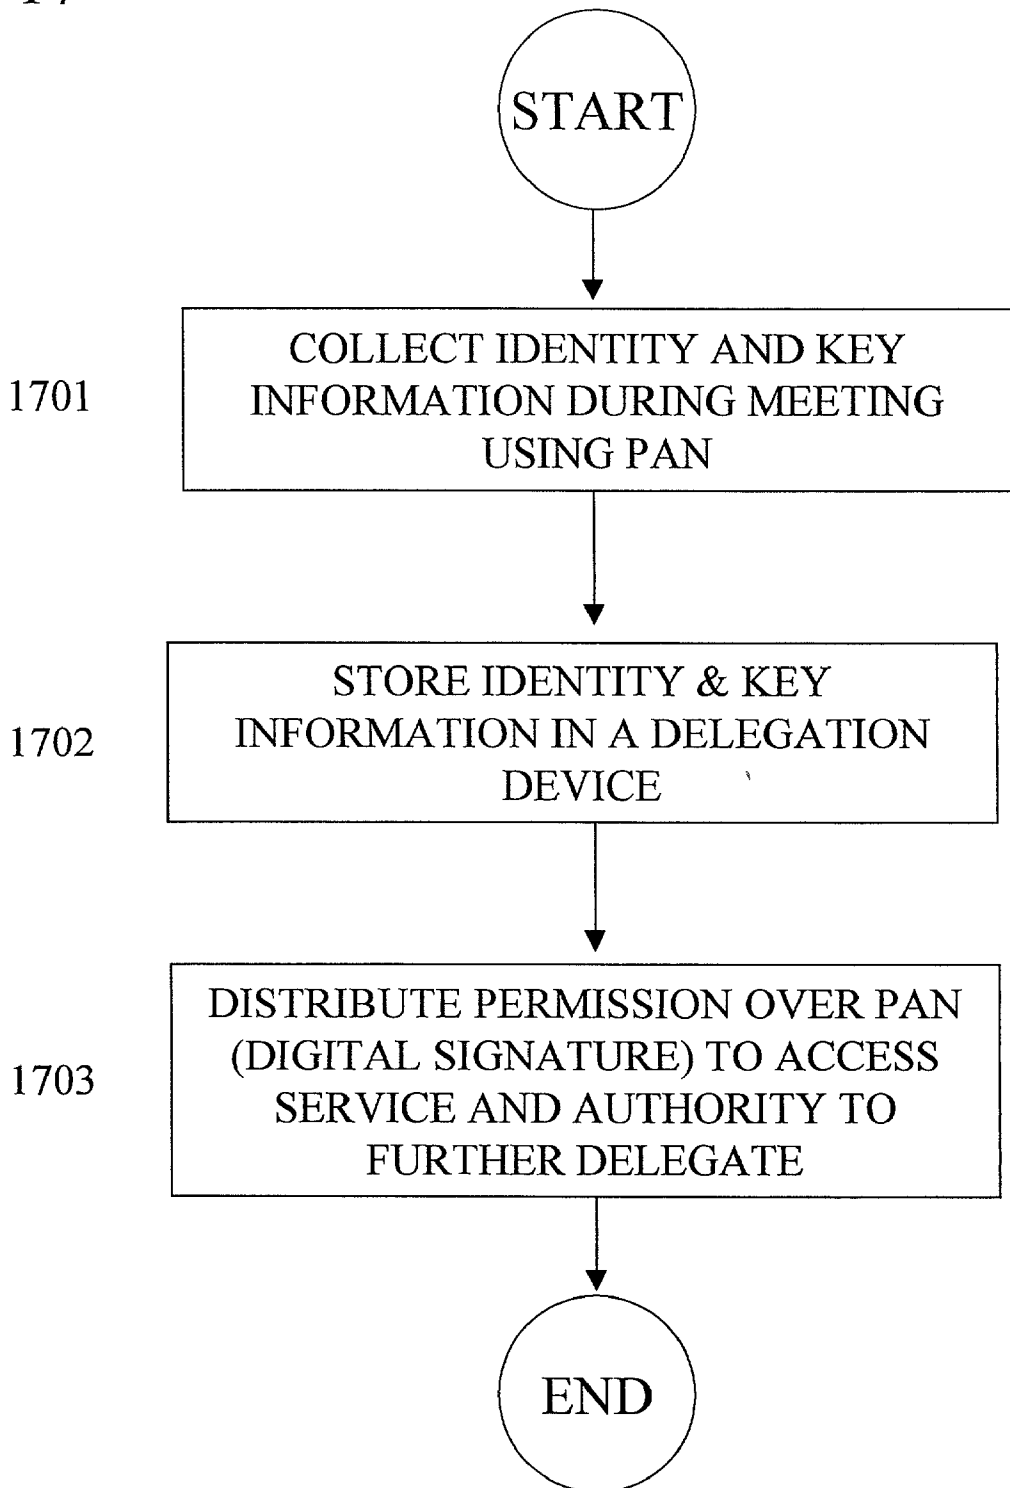 START
1701
COLLECT IDENTITY AND KEY
INFORMATION DURING MEETING
USING PAN
1702
STORE IDENTITY & KEY
INFORMATION IN A DELEGATION
DEVICE
1703
DISTRIBUTE PERMISSION OVER PAN
(DIGITAL SIGNATURE) TO ACCESS
SERVICE AND AUTHORITY TO
FURTHER DELEGATE
END